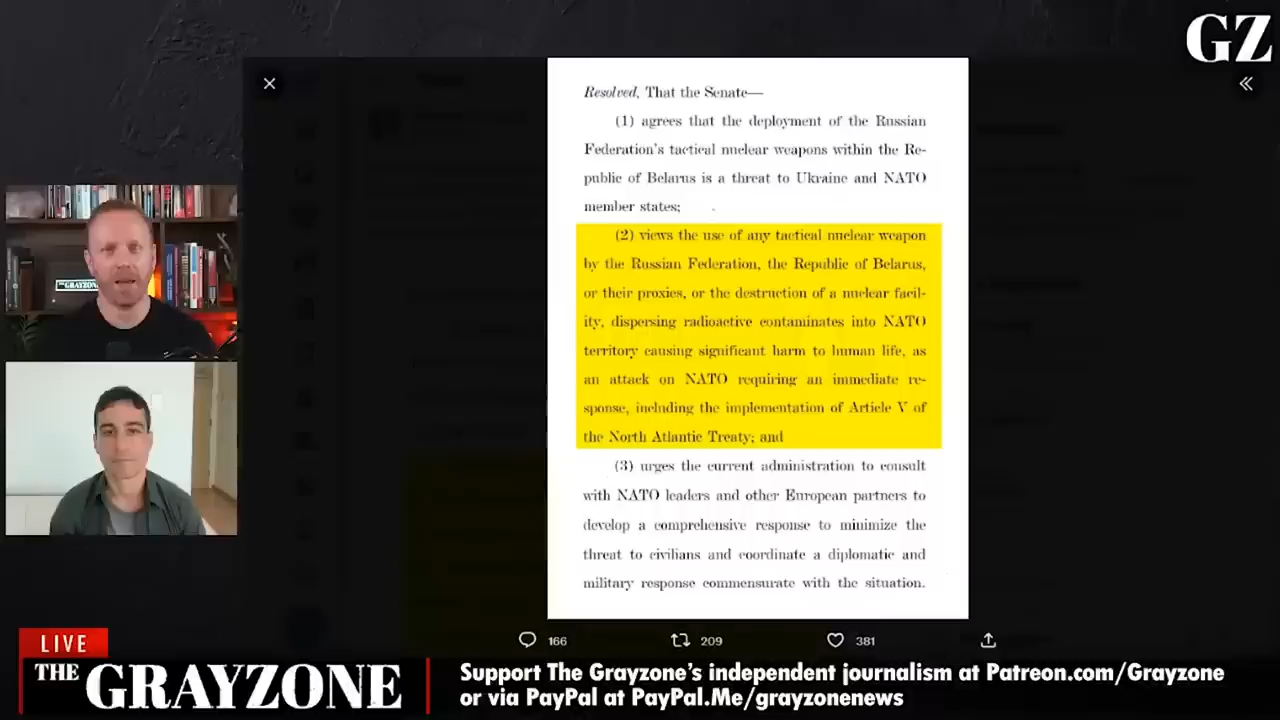 GZ
Resolved, That the Senate—
(1) agrees that the deployment of the Russian
Federation's tactical nuclear weapons within the Re-
public of Belarus is a threat to Ukraine and NATO
member states;
(2) views the use of any tactical nuclear weapon
by the Russian Federation, the Republic of Belarus,
or their proxies, or the destruction of a nuclear facil-
ity, dispersing radioactive contaminates into NATO
territory causing significant harm to human life, as
an attack on NATO requiring an immediate re-
sponse, including the implementation of Article V of
the North Atlantic Treaty; and
(3) urges the current administration to consult
with NATO leaders and other European partners to
develop a comprehensive response to minimize the
threat to civilians and coordinate a diplomatic and
military response commensurate with the situation.
166 209 381
LIVE
THE GRAYZONE
Support The Grayzone's independent journalism at Patreon.com/Grayzone
or via PayPal at PayPal.Me/grayzonenews